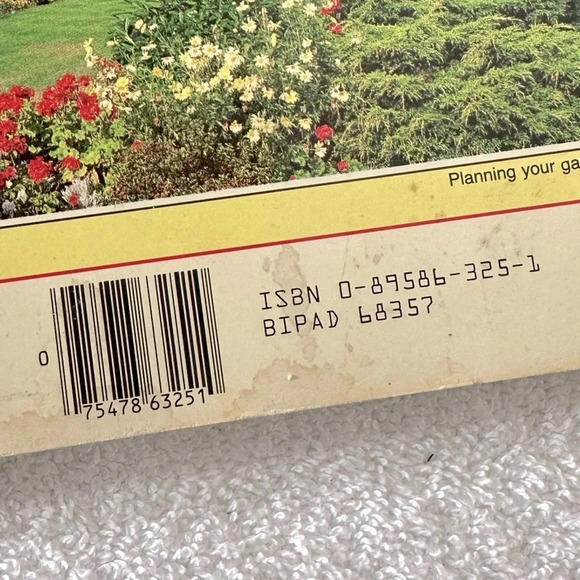 Planning your ga
ISBN 0-89586-325-1
BIPAD 68357
0
75478 63251